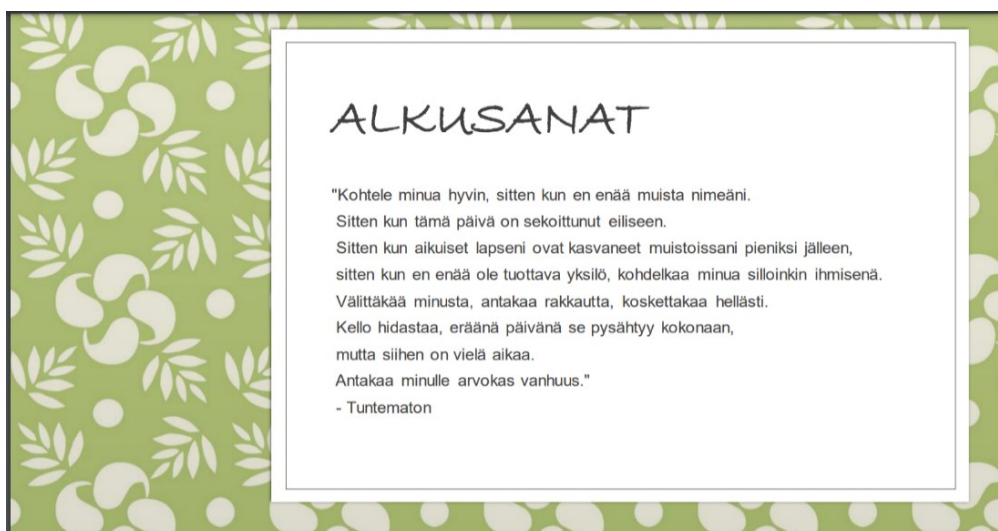 ALKUSANAT
"Kohtele minua hyvin, sitten kun en enää muista nimeäni.
Sitten kun tämä päivä on sekoittunut eiliseen.
Sitten kun aikuiset lapseni ovat kasvaneet muistoissani pieniksi jälleen,
sitten kun en enää ole tuottava yksilö, kohdelkaa minua silloinkin ihmisenä.
Välittäkää minusta, antakaa rakkautta, koskettakaa hellästi.
Kello hidastaa, eräänä päivänä se pysähtyy kokonaan,
mutta siihen on vielä aikaa.
Antakaa minulle arvokas vanhuus."
- Tuntematon